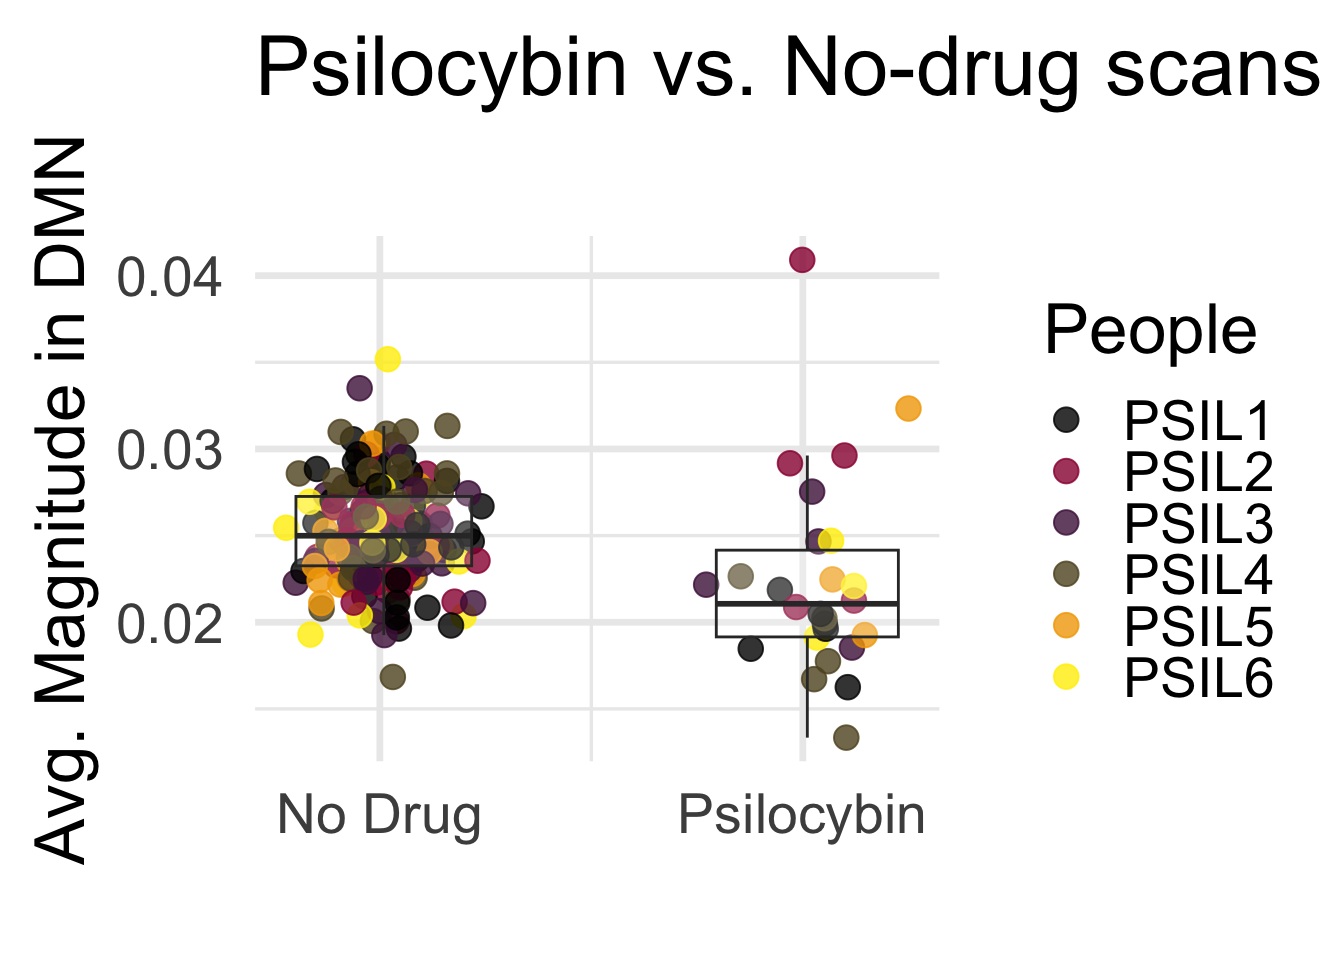 Psilocybin vs. No-drug scans
Avg. Magnitude in DMN
0.04
0.03
0.02
No Drug
Psilocybin
People
PSIL1
PSIL2
PSIL3
PSIL4
PSIL5
PSIL6